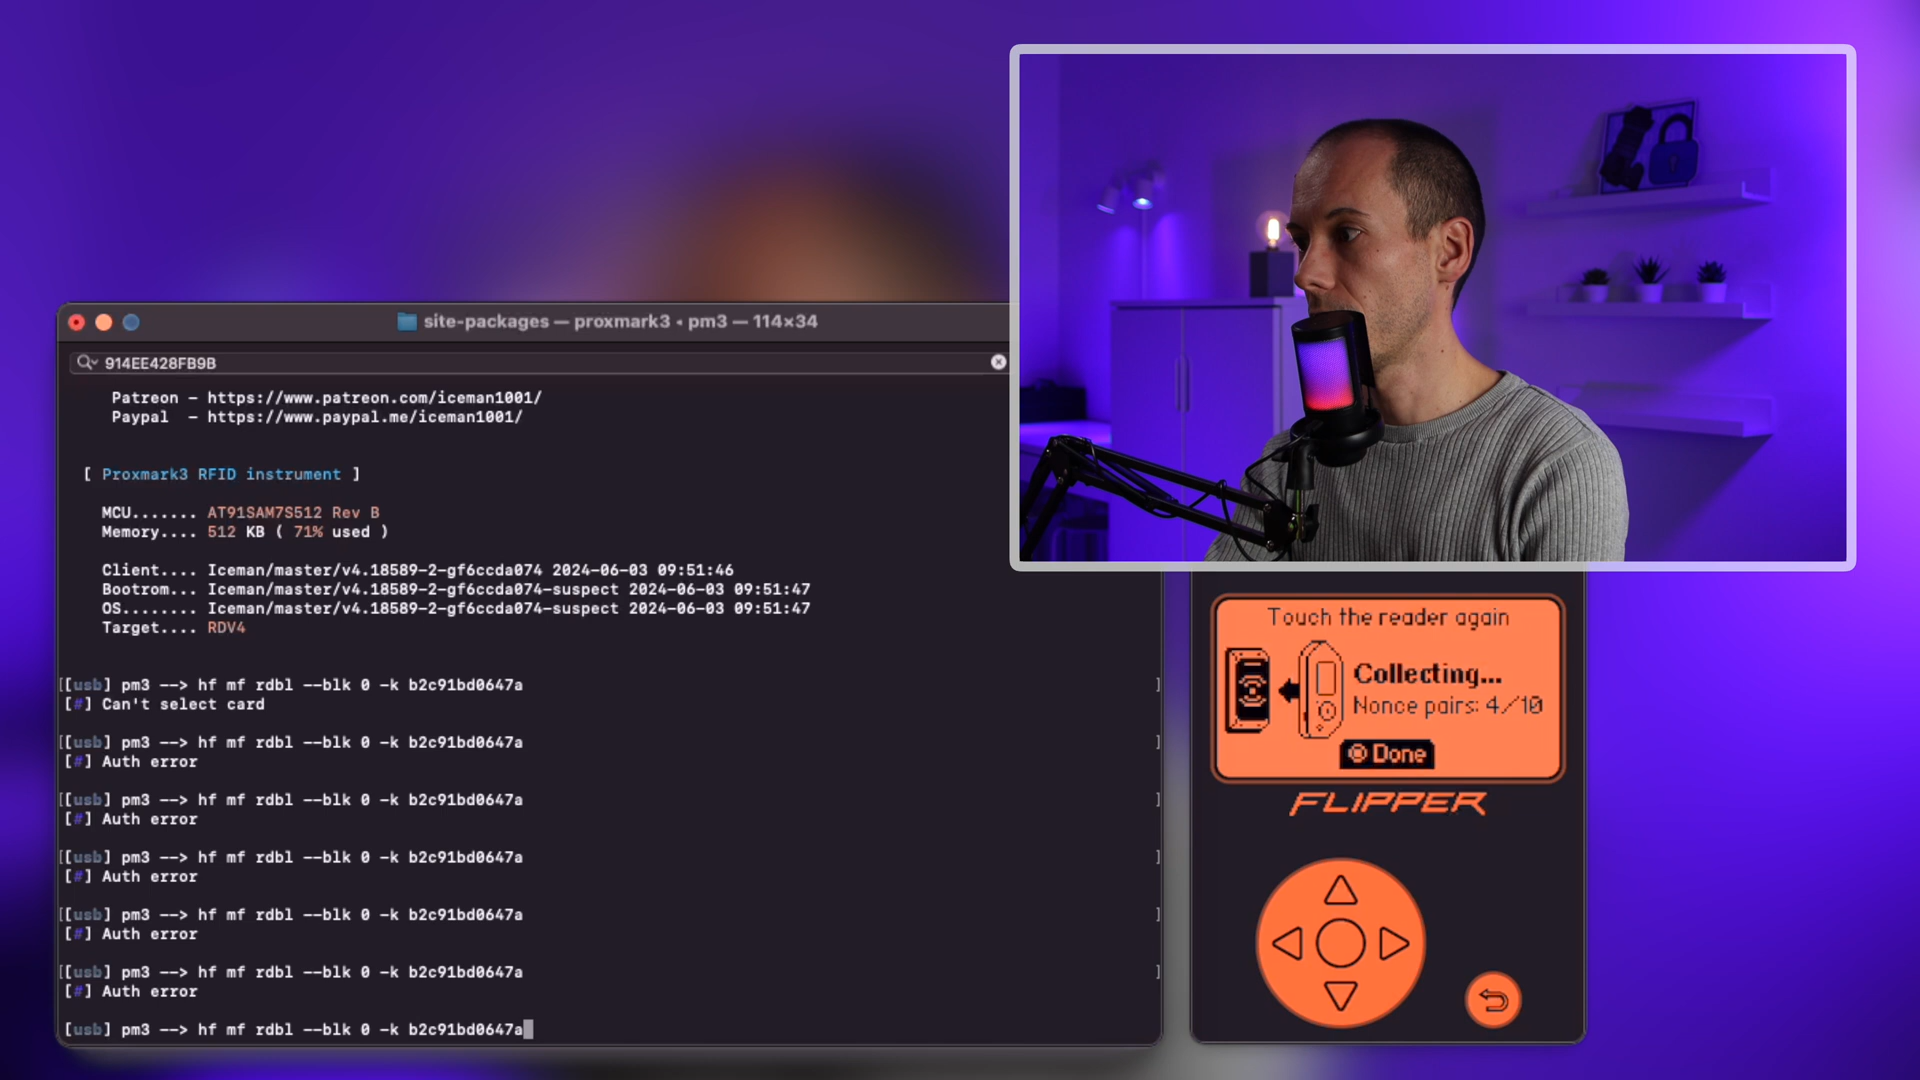 site-packages — proxmark3 ◂ pm3 — 114×34
914EE428FB9B
Patreon - https://www.patreon.com/iceman1001/
Paypal  - https://www.paypal.me/iceman1001/
[ Proxmark3 RFID instrument ]
MCU....... AT91SAM7S512 Rev B
Memory.... 512 KB ( 71% used )
Client.... Iceman/master/v4.18589-2-gf6ccda074 2024-06-03 09:51:46
Bootrom... Iceman/master/v4.18589-2-gf6ccda074-suspect 2024-06-03 09:51:47
OS........ Iceman/master/v4.18589-2-gf6ccda074-suspect 2024-06-03 09:51:47
Target.... RDV4
[[usb] pm3 --> hf mf rdbl --blk 0 -k b2c91bd0647a ]
[#] Can't select card
[[usb] pm3 --> hf mf rdbl --blk 0 -k b2c91bd0647a ]
[#] Auth error
[[usb] pm3 --> hf mf rdbl --blk 0 -k b2c91bd0647a ]
[#] Auth error
[[usb] pm3 --> hf mf rdbl --blk 0 -k b2c91bd0647a ]
[#] Auth error
[[usb] pm3 --> hf mf rdbl --blk 0 -k b2c91bd0647a ]
[#] Auth error
[[usb] pm3 --> hf mf rdbl --blk 0 -k b2c91bd0647a ]
[#] Auth error
[usb] pm3 --> hf mf rdbl --blk 0 -k b2c91bd0647a
Touch the reader again
Collecting...
Nonce pairs: 4/10
Done
FLIPPER